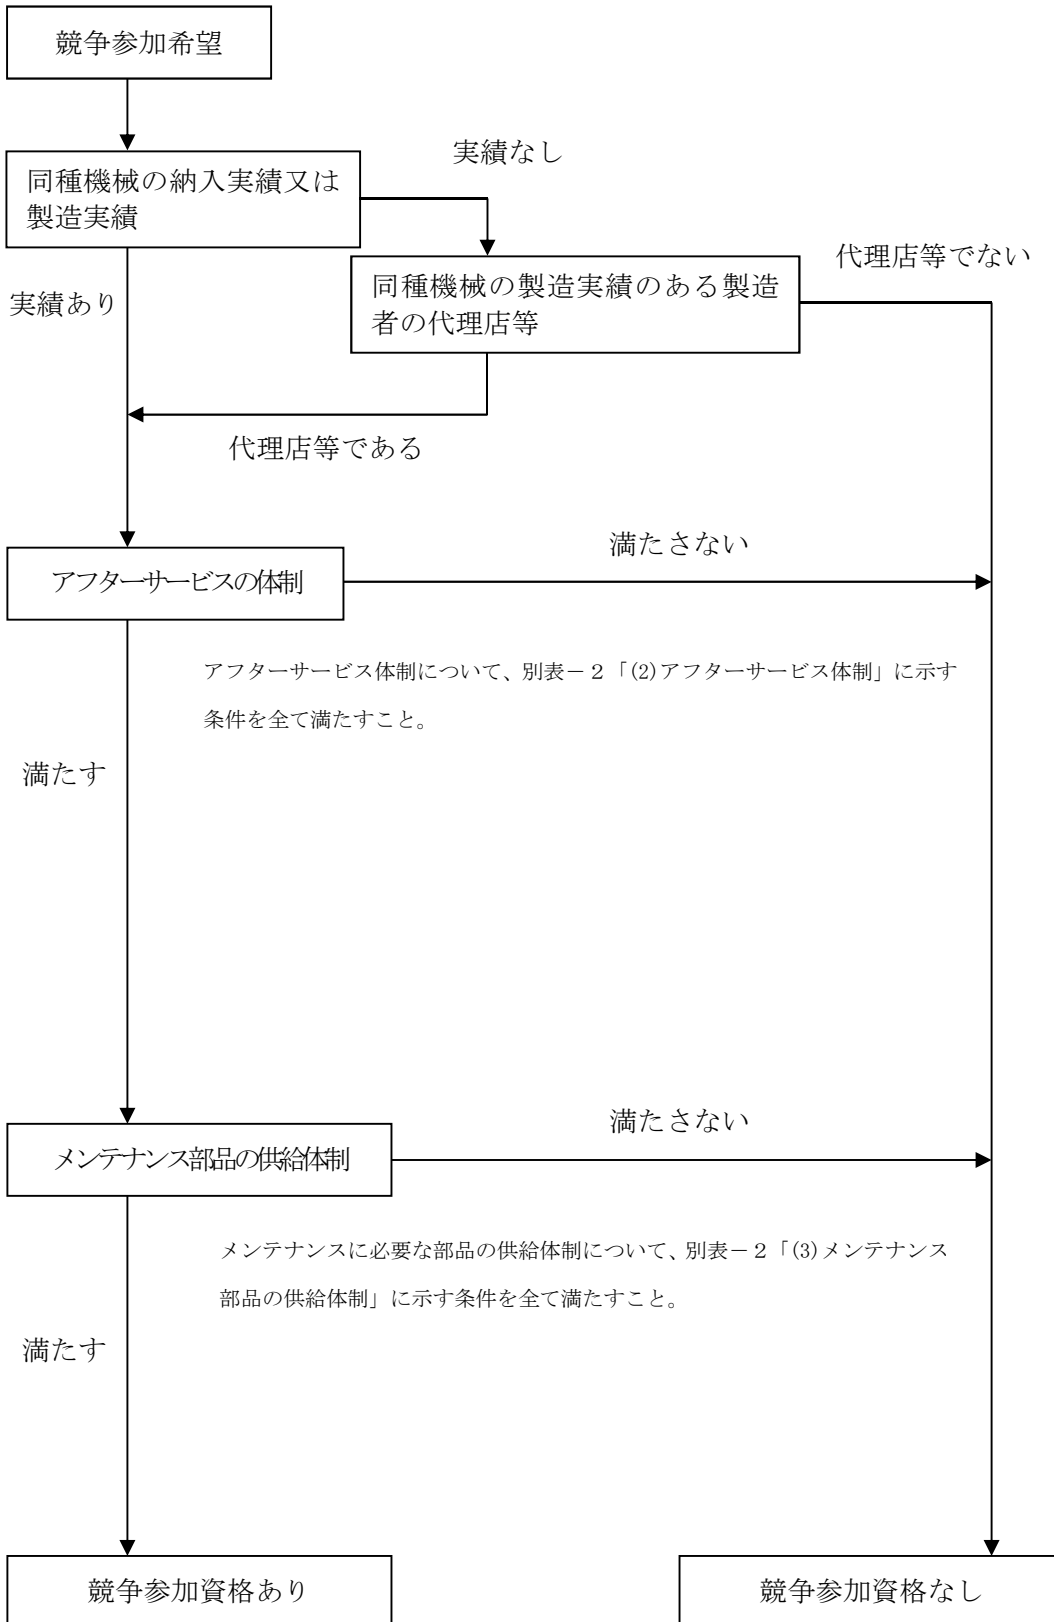 競争参加希望
実績なし
同種機械の納入実績又は
製造実績
代理店等でない
同種機械の製造実績のある製造
者の代理店等
実績あり
代理店等である
満たさない
アフターサービスの体制
アフターサービス体制について、別表－２「(2)アフターサービス体制」に示す
条件を全て満たすこと。
満たす
満たさない
メンテナンス部品の供給体制
メンテナンスに必要な部品の供給体制について、別表－２「(3)メンテナンス
部品の供給体制」に示す条件を全て満たすこと。
満たす
競争参加資格あり
競争参加資格なし